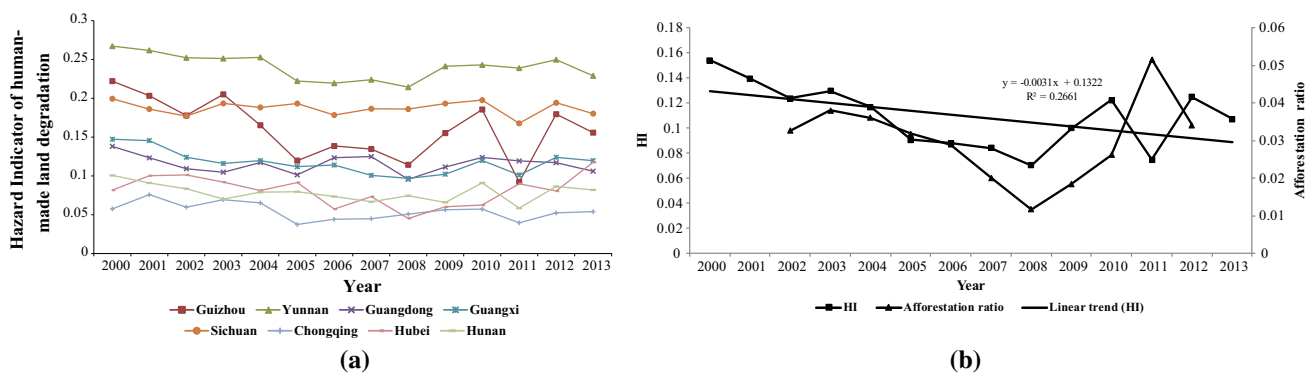 Hazard Indicator of human-
made land degradation
0.3
0.25
0.2
0.15
0.1
0.05
0
2000 2001 2002 2003 2004 2005 2006 2007 2008 2009 2010 2011 2012 2013
Year
Guizhou Yunnan Guangdong Guangxi
Sichuan Chongqing Hubei Hunan
(a)
HI
0.18
0.16
0.14
0.12
0.1
0.08
0.06
0.04
0.02
0
y = -0.0031x + 0.1322
R² = 0.2661
0.06
0.05
0.04
0.03
0.02
0.01
0
Afforestation ratio
2000 2001 2002 2003 2004 2005 2006 2007 2008 2009 2010 2011 2012 2013
Year
HI Afforestation ratio Linear trend (HI)
(b)